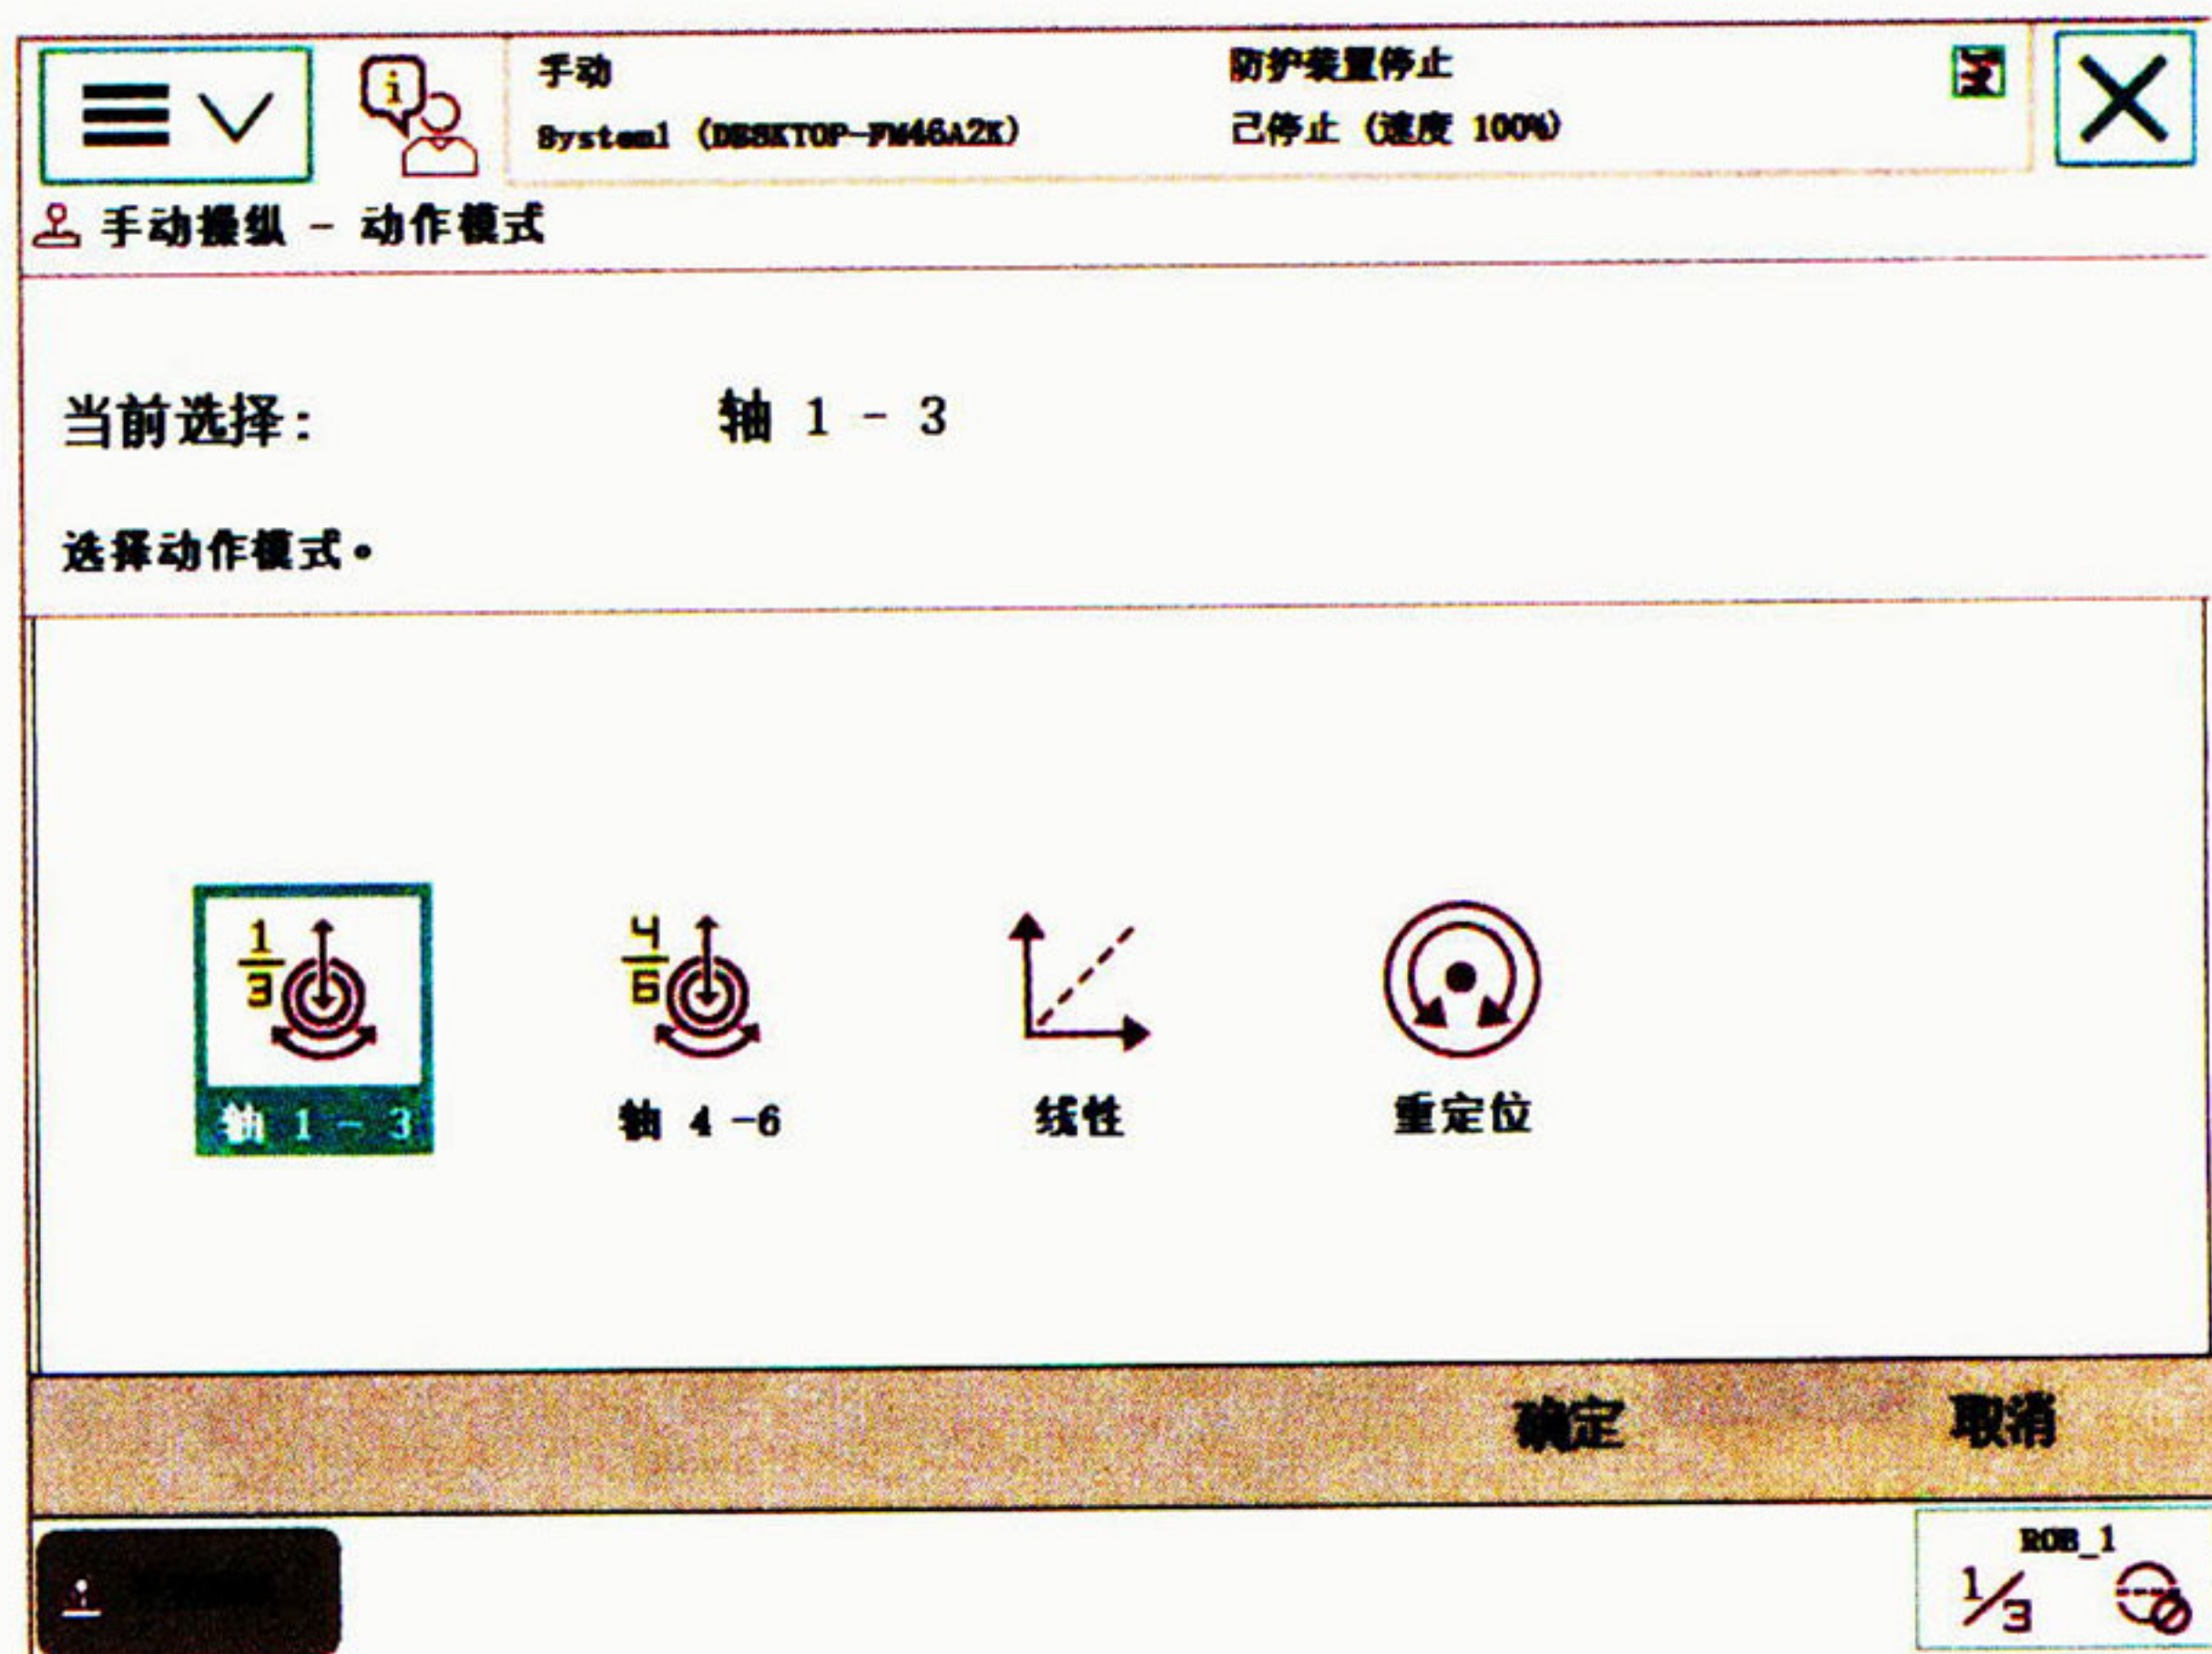 手动
防护装置停止
System1 (DESKTOP-FM46A2K)
己停止 (速度 100%)
手动操纵 - 动作模式
当前选择:
轴 1 - 3
选择动作模式。
1
3
轴 1 - 3
4
6
轴 4 -6
线性
重定位
确定
取消
ROB_1
1/3